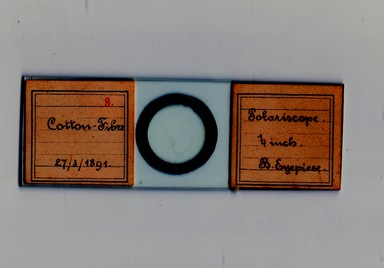 8.
Cotton-Fibre
27/3/1891.
Polariscope.
¼ inch.
B. Eyepiece.